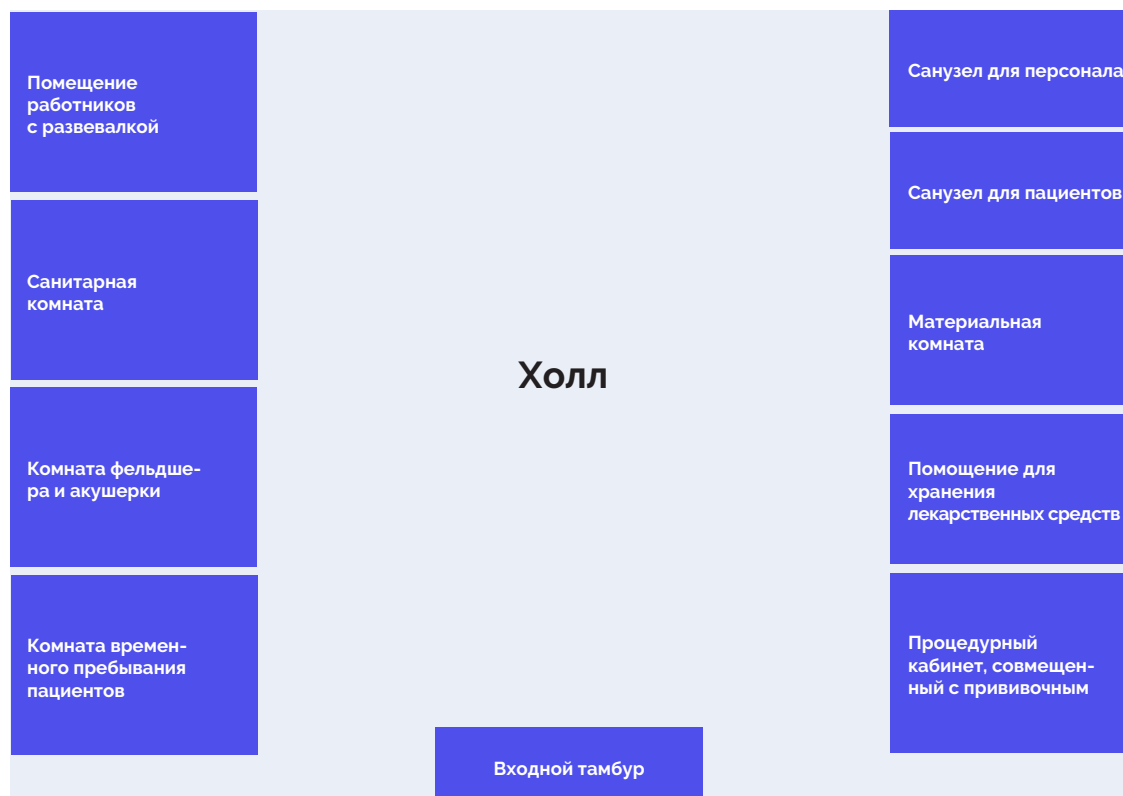 Помещение
работников
с развевалкой
Санитарная
комната
Комната фельдше-
ра и акушерки
Комната времен-
ного пребывания
пациентов
Холл
Входной тамбур
Санузел для персонала
Санузел для пациентов
Материальная
комната
Помощение для
хранения
лекарственных средств
Процедурный
кабинет, совмещен-
ный с прививочным